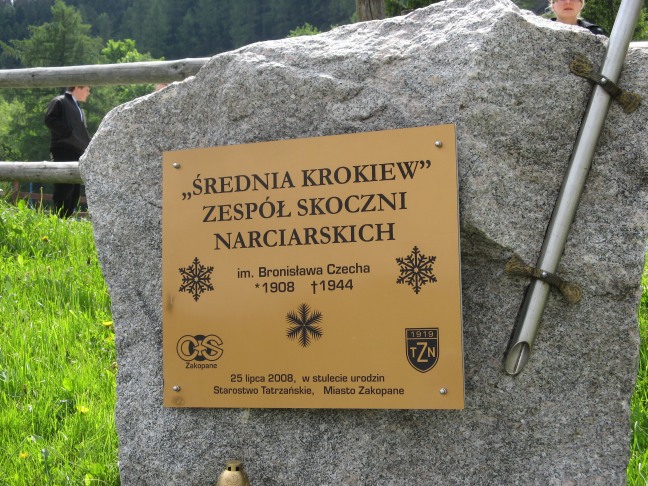 „ŚREDNIA KROKIEW”
ZESPÓŁ SKOCZNI
NARCIARSKICH
im. Bronisława Czecha
*1908 †1944
COS
Zakopane
1919
TZN
25 lipca 2008, w stulecie urodzin
Starostwo Tatrzańskie, Miasto Zakopane